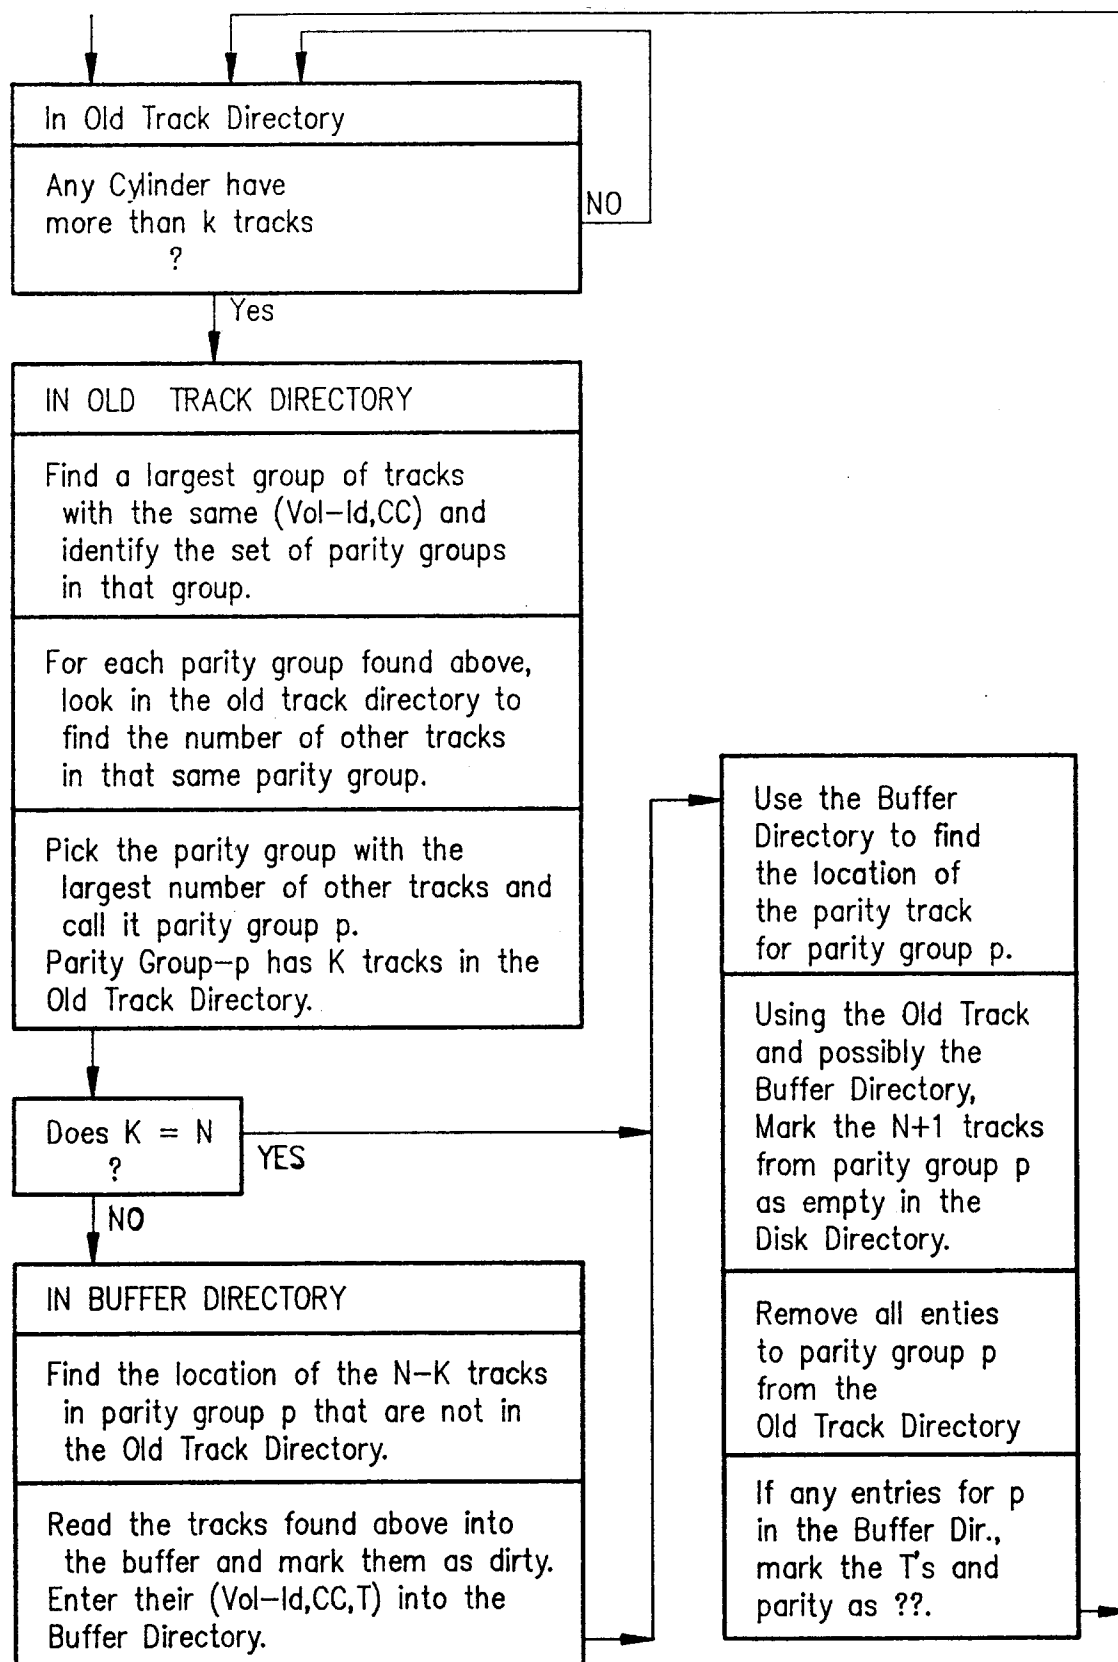 In Old Track Directory
Any Cylinder have
more than k tracks
?
NO
Yes
IN OLD TRACK DIRECTORY
Find a largest group of tracks
with the same (Vol-Id,CC) and
identify the set of parity groups
in that group.
For each parity group found above,
look in the old track directory to
find the number of other tracks
in that same parity group.
Pick the parity group with the
largest number of other tracks and
call it parity group p.
Parity Group-p has K tracks in the
Old Track Directory.
Does K = N
?
YES
NO
IN BUFFER DIRECTORY
Find the location of the N-K tracks
in parity group p that are not in
the Old Track Directory.
Read the tracks found above into
the buffer and mark them as dirty.
Enter their (Vol-Id,CC,T) into the
Buffer Directory.
Use the Buffer
Directory to find
the location of
the parity track
for parity group p.
Using the Old Track
and possibly the
Buffer Directory,
Mark the N+1 tracks
from parity group p
as empty in the
Disk Directory.
Remove all enties
to parity group p
from the
Old Track Directory
If any entries for p
in the Buffer Dir.,
mark the T's and
parity as ??.